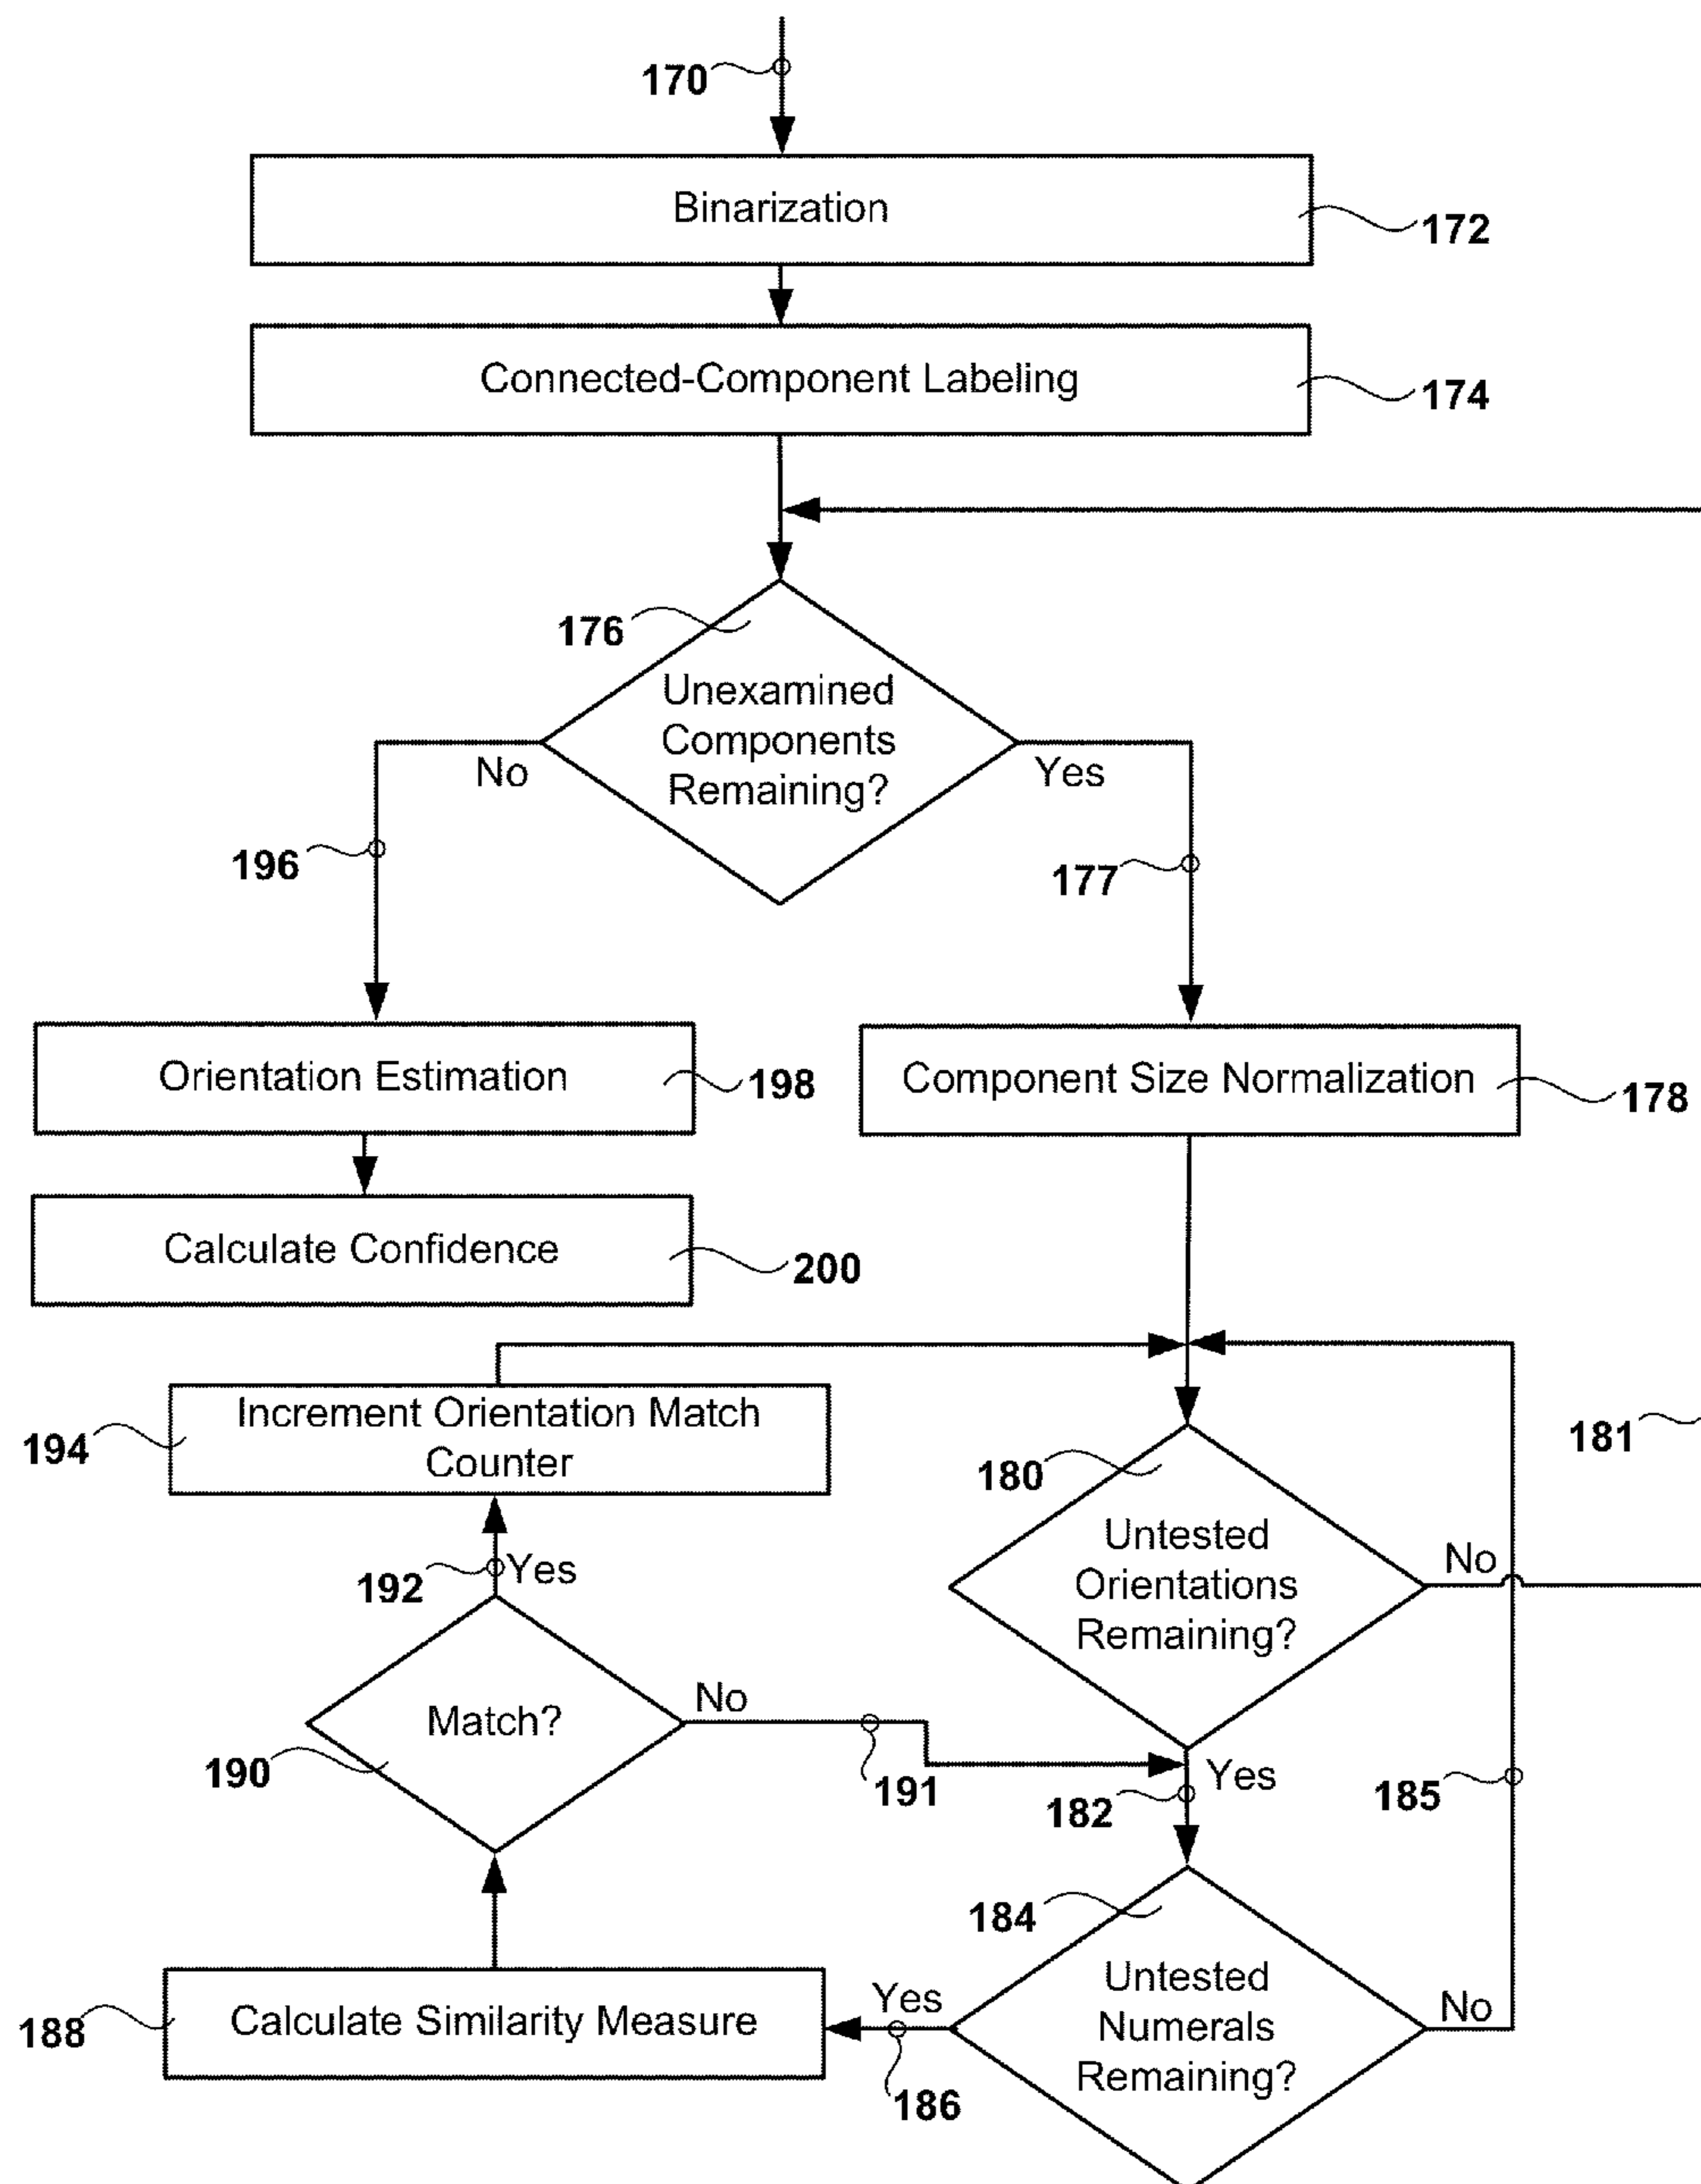 170
Binarization
172
Connected-Component Labeling
174
176
Unexamined
Components
Remaining?
No
Yes
196
177
Orientation Estimation
198
Component Size Normalization
178
Calculate Confidence
200
Increment Orientation Match
Counter
194
181
180
Untested
Orientations
Remaining?
No
192
Yes
Match?
No
190
191
Yes
182
185
184
Untested
Numerals
Remaining?
No
Yes
Calculate Similarity Measure
188
186